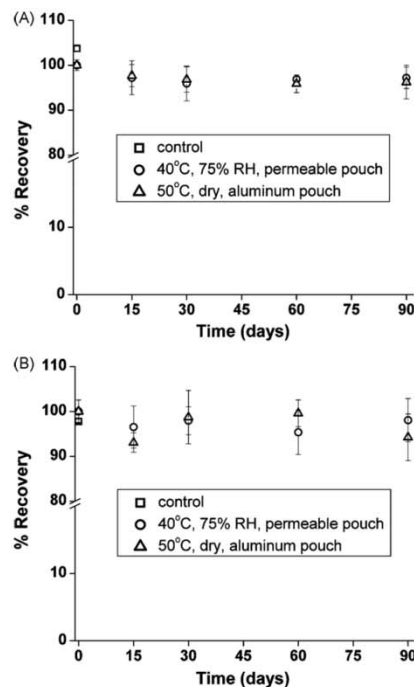 (A)
110
100
90
80
10
0
% Recovery
control
40°C, 75% RH, permeable pouch
50°C, dry, aluminum pouch
0 15 30 45 60 75 90
Time (days)
(B)
110
100
90
80
10
0
% Recovery
control
40°C, 75% RH, permeable pouch
50°C, dry, aluminum pouch
0 15 30 45 60 75 90
Time (days)